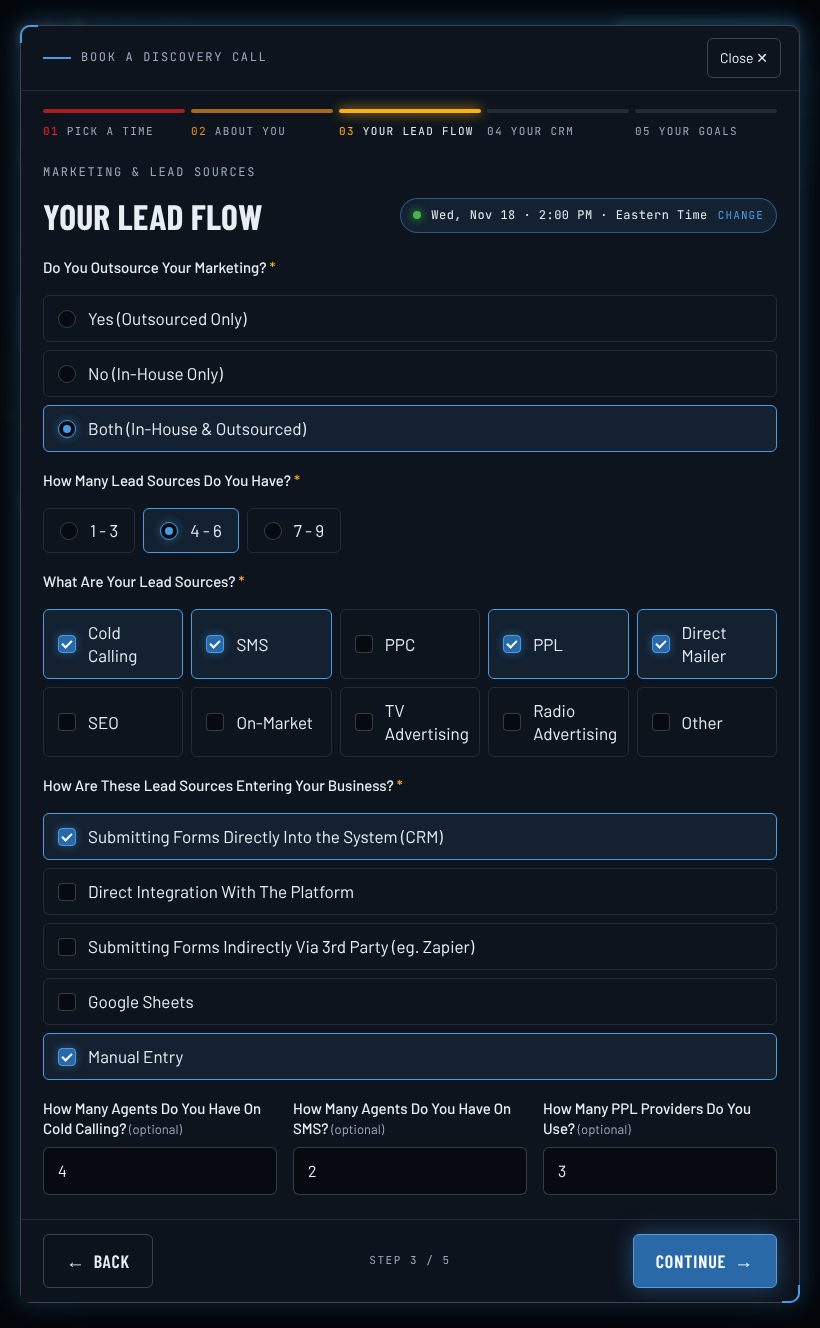 BOOK A DISCOVERY CALL
Close ✕
01 PICK A TIME
02 ABOUT YOU
03 YOUR LEAD FLOW
04 YOUR CRM
05 YOUR GOALS
MARKETING & LEAD SOURCES
YOUR LEAD FLOW
Wed, Nov 18 · 2:00 PM · Eastern Time CHANGE
Do You Outsource Your Marketing? *
Yes (Outsourced Only)
No (In-House Only)
Both (In-House & Outsourced)
How Many Lead Sources Do You Have? *
1 - 3
4 - 6
7 - 9
What Are Your Lead Sources? *
Cold
Calling
SMS
PPC
PPL
Direct
Mailer
SEO
On-Market
TV
Advertising
Radio
Advertising
Other
How Are These Lead Sources Entering Your Business? *
Submitting Forms Directly Into the System (CRM)
Direct Integration With The Platform
Submitting Forms Indirectly Via 3rd Party (eg. Zapier)
Google Sheets
Manual Entry
How Many Agents Do You Have On
Cold Calling? (optional)
4
How Many Agents Do You Have On
SMS? (optional)
2
How Many PPL Providers Do You
Use? (optional)
3
← BACK
STEP 3 / 5
CONTINUE →